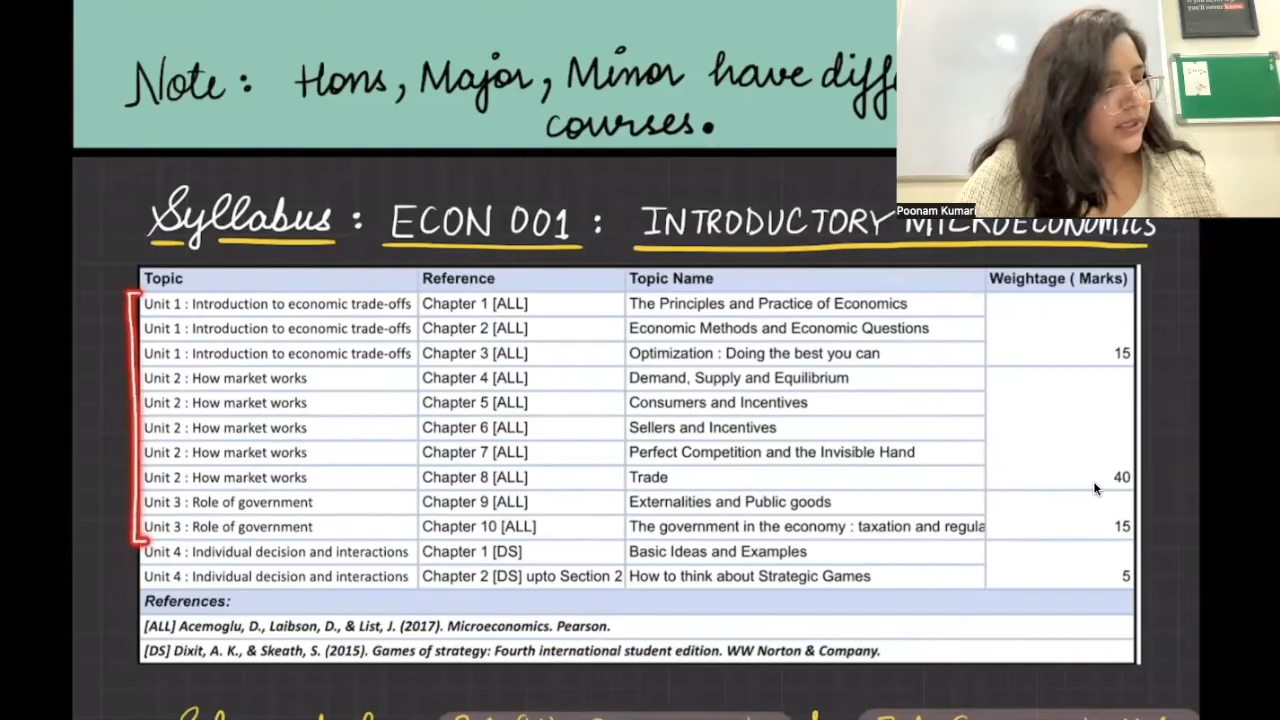 you'll never know
Note : Hons, Major, Minor have diff
courses.
Poonam Kumari
Syllabus : ECON 001 : INTRODUCTORY MICROECONOMICS
Topic Reference Topic Name Weightage ( Marks)
Unit 1 : Introduction to economic trade-offs Chapter 1 [ALL] The Principles and Practice of Economics
Unit 1 : Introduction to economic trade-offs Chapter 2 [ALL] Economic Methods and Economic Questions
Unit 1 : Introduction to economic trade-offs Chapter 3 [ALL] Optimization : Doing the best you can 15
Unit 2 : How market works Chapter 4 [ALL] Demand, Supply and Equilibrium
Unit 2 : How market works Chapter 5 [ALL] Consumers and Incentives
Unit 2 : How market works Chapter 6 [ALL] Sellers and Incentives
Unit 2 : How market works Chapter 7 [ALL] Perfect Competition and the Invisible Hand
Unit 2 : How market works Chapter 8 [ALL] Trade 40
Unit 3 : Role of government Chapter 9 [ALL] Externalities and Public goods
Unit 3 : Role of government Chapter 10 [ALL] The government in the economy : taxation and regula 15
Unit 4 : Individual decision and interactions Chapter 1 [DS] Basic Ideas and Examples
Unit 4 : Individual decision and interactions Chapter 2 [DS] upto Section 2 How to think about Strategic Games 5
References:
[ALL] Acemoglu, D., Laibson, D., & List, J. (2017). Microeconomics. Pearson.
[DS] Dixit, A. K., & Skeath, S. (2015). Games of strategy: Fourth international student edition. WW Norton & Company.